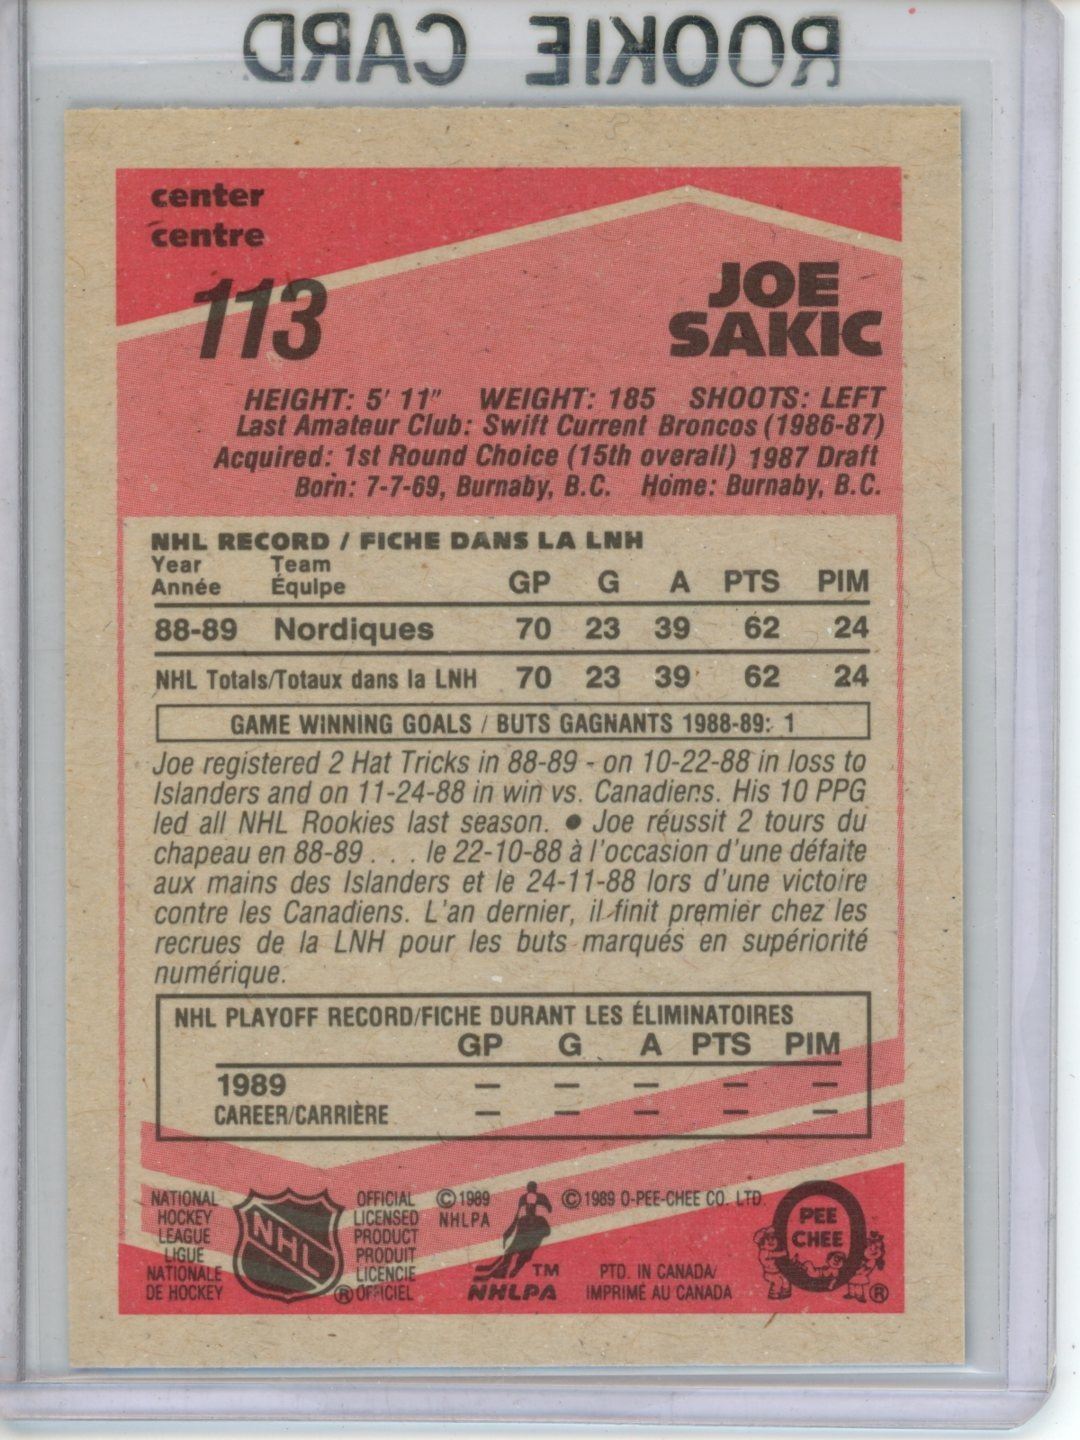 ROOKIE CARD
center
centre
113
JOE
SAKIC
HEIGHT: 5' 11" WEIGHT: 185 SHOOTS: LEFT
Last Amateur Club: Swift Current Broncos (1986-87)
Acquired: 1st Round Choice (15th overall) 1987 Draft
Born: 7-7-69, Burnaby, B.C. Home: Burnaby, B.C.
NHL RECORD / FICHE DANS LA LNH
Year Team
Année Équipe GP G A PTS PIM
88-89 Nordiques 70 23 39 62 24
NHL Totals/Totaux dans la LNH 70 23 39 62 24
GAME WINNING GOALS / BUTS GAGNANTS 1988-89: 1
Joe registered 2 Hat Tricks in 88-89 - on 10-22-88 in loss to
Islanders and on 11-24-88 in win vs. Canadiens. His 10 PPG
led all NHL Rookies last season. ● Joe réussit 2 tours du
chapeau en 88-89 . . . le 22-10-88 à l'occasion d'une défaite
aux mains des Islanders et le 24-11-88 lors d'une victoire
contre les Canadiens. L'an dernier, il finit premier chez les
recrues de la LNH pour les buts marqués en supériorité
numérique.
NHL PLAYOFF RECORD/FICHE DURANT LES ÉLIMINATOIRES
GP G A PTS PIM
1989 — — — — —
CAREER/CARRIÈRE — — — — —
NATIONAL
HOCKEY
LEAGUE
LIGUE
NATIONALE
DE HOCKEY
NHL
®
OFFICIAL
LICENSED
PRODUCT
PRODUIT
LICENCIE
OFFICIEL
©1989
NHLPA
TM
NHLPA
©1989 O-PEE-CHEE CO. LTD.
PTD. IN CANADA/
IMPRIMÉ AU CANADA
O
PEE
CHEE
®